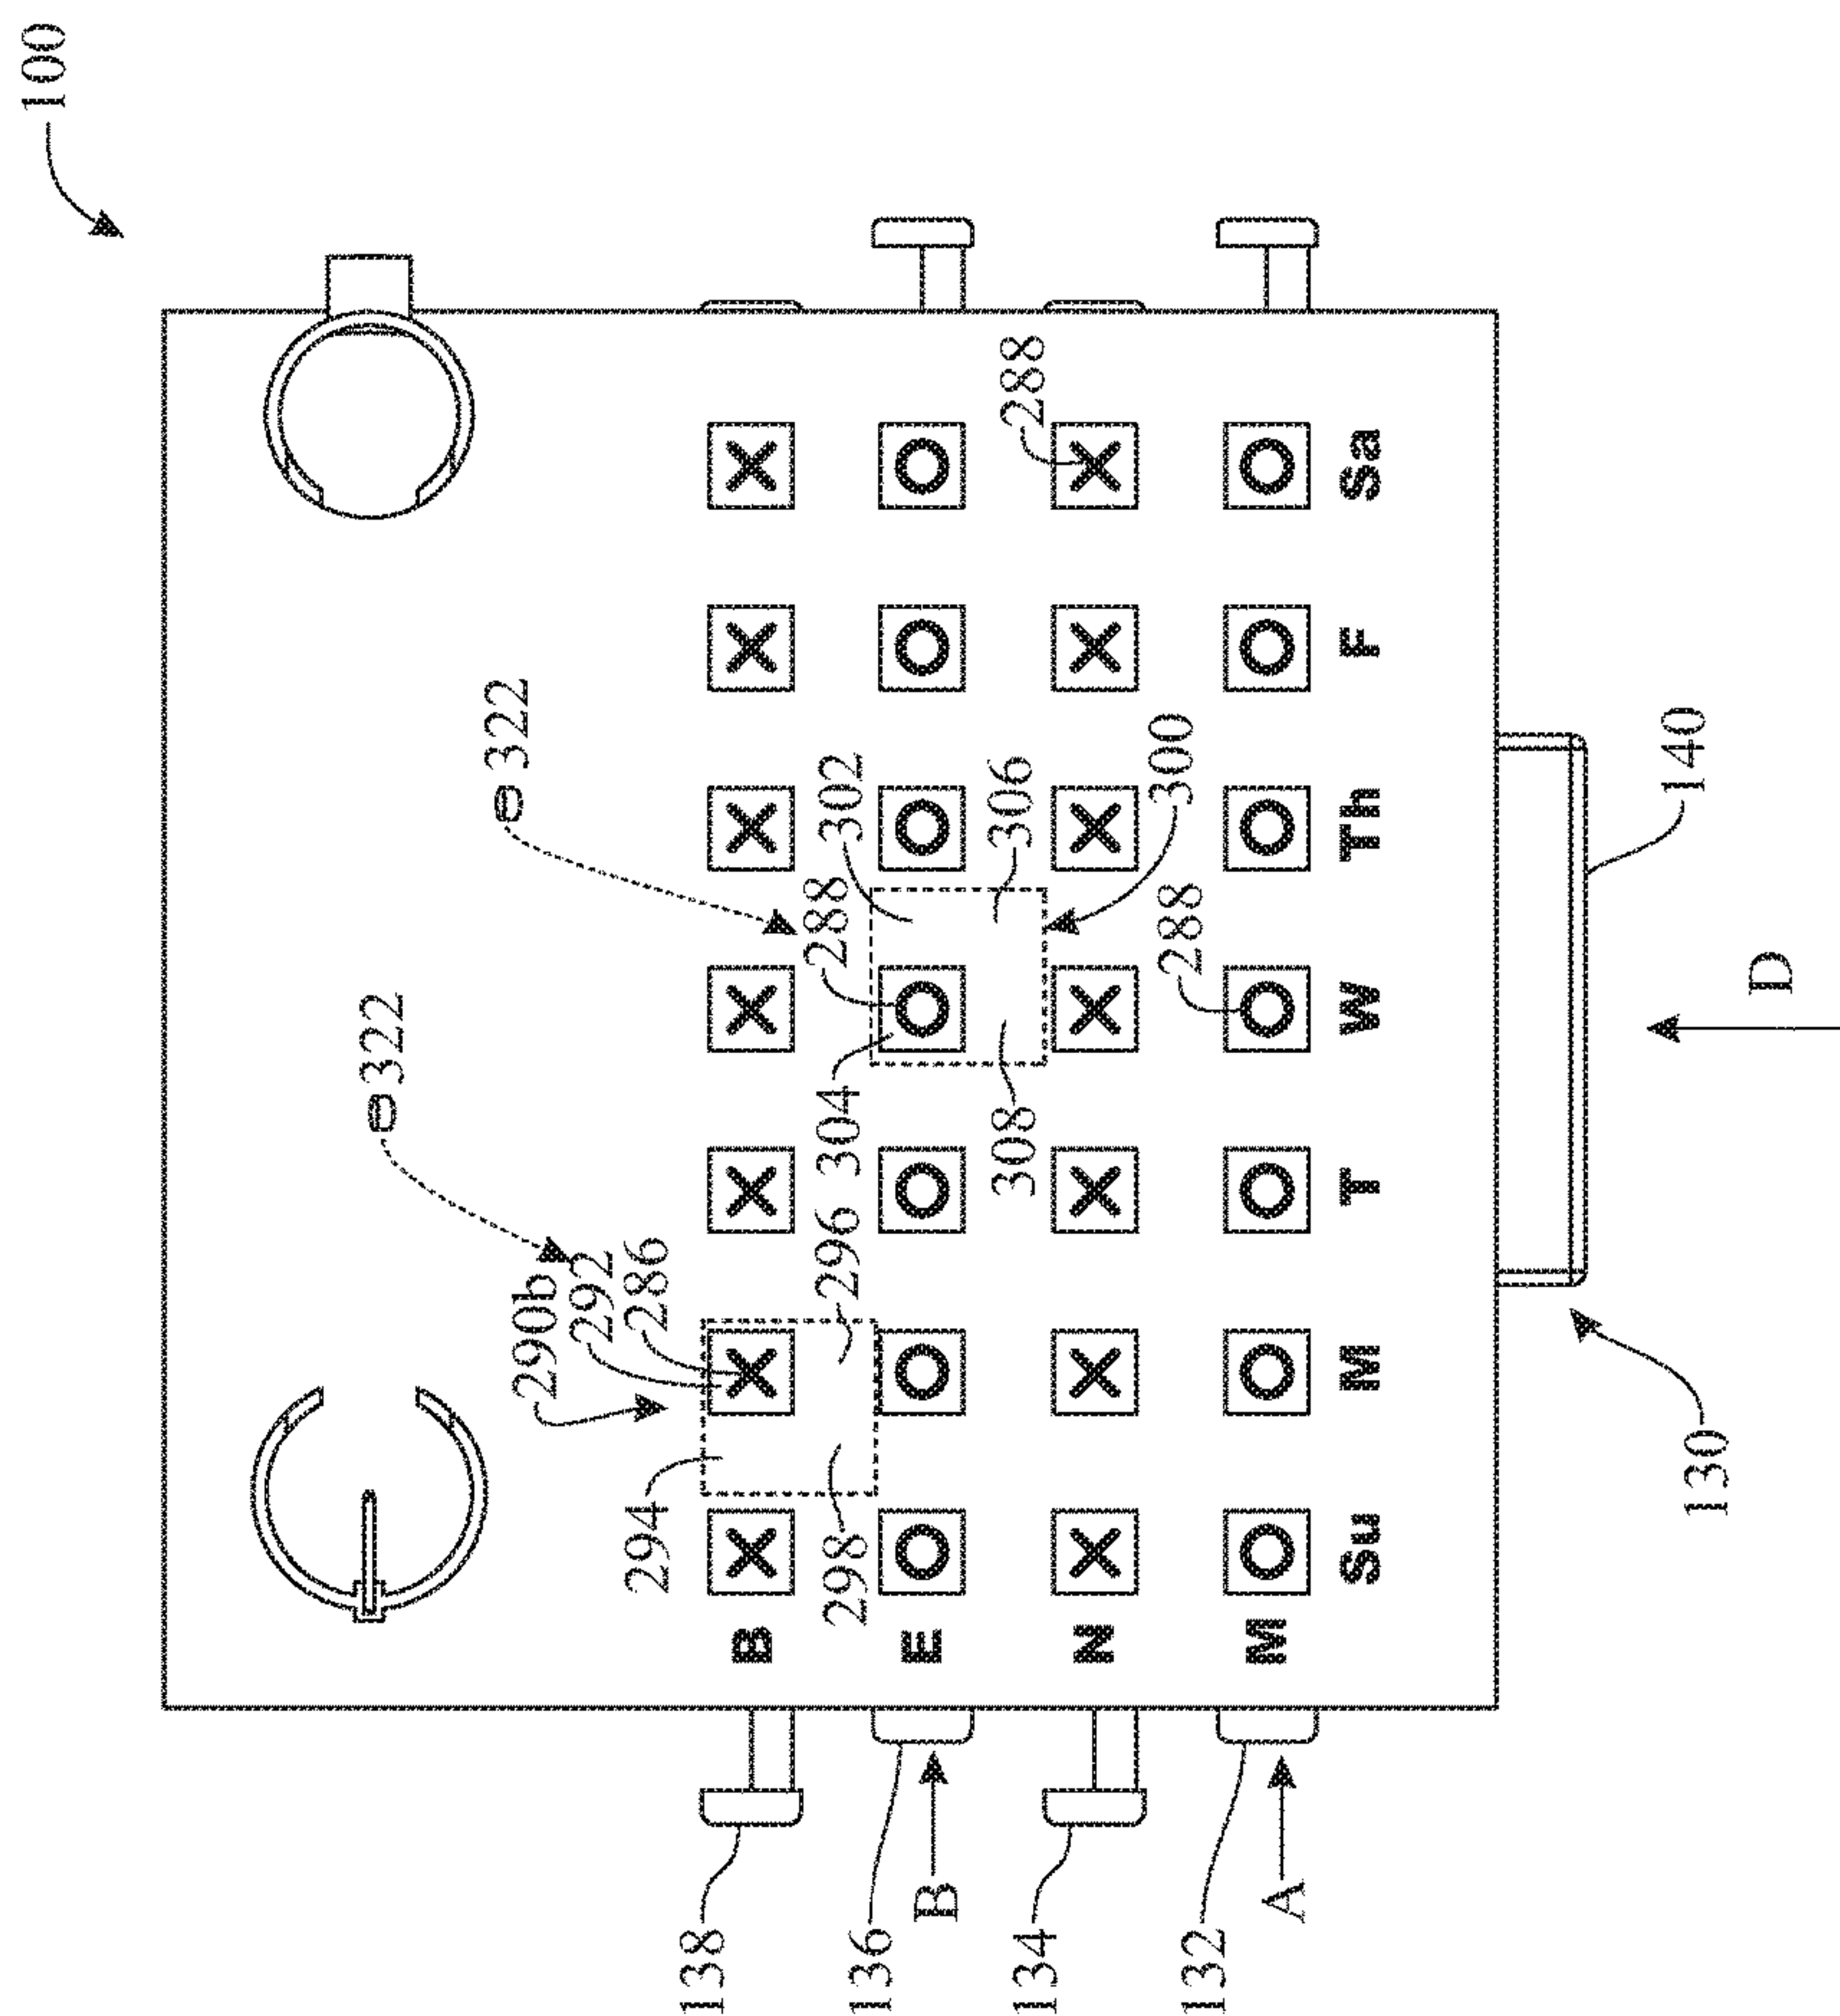 100
322
322
290b
292
286
294
138
B X X X X X X X
298 296 304 288 302
136
B E O O O O O O O
308 306 288
134
N X X X X X X X
288 300
132
A M O O O O O O O
Su M T W Th F Sa
130 140
D